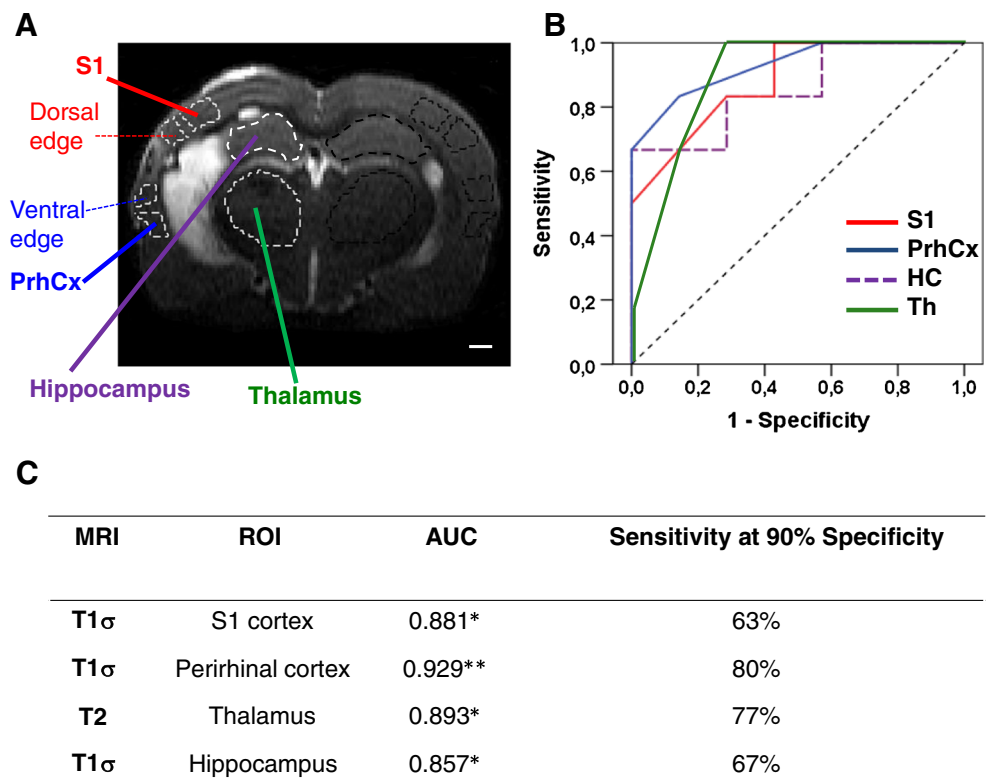 A
S1
Dorsal
edge
Ventral
edge
PrhCx
Hippocampus
Thalamus
B
Sensitivity
1,0
0,8
0,6
0,4
0,2
0,0
0,0 0,2 0,4 0,6 0,8 1,0
1 - Specificity
S1
PrhCx
HC
Th
C
MRI ROI AUC Sensitivity at 90% Specificity
T1σ S1 cortex 0.881* 63%
T1σ Perirhinal cortex 0.929** 80%
T2 Thalamus 0.893* 77%
T1σ Hippocampus 0.857* 67%